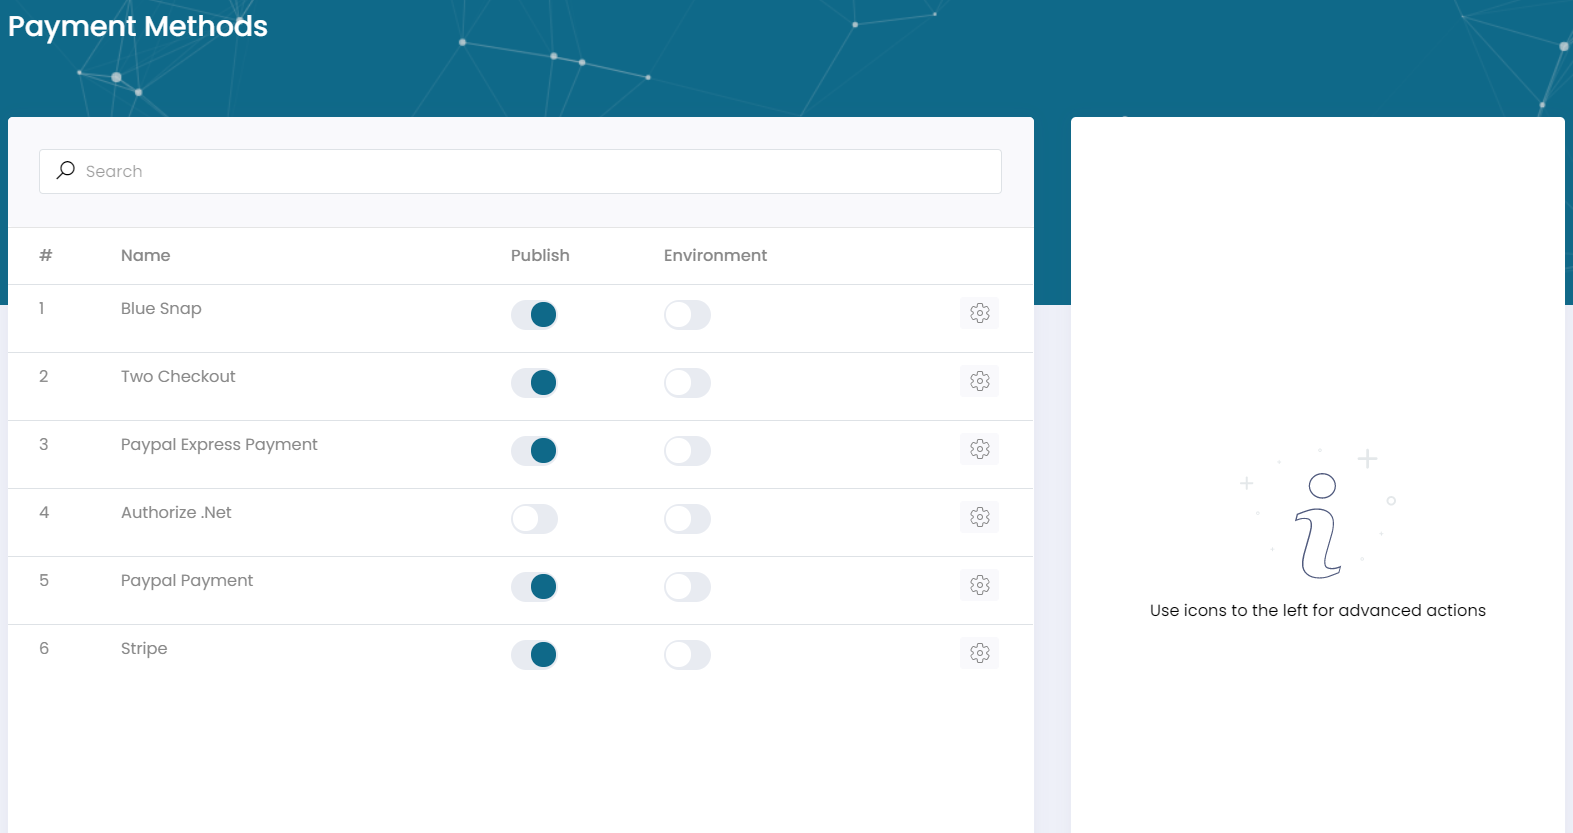 Payment Methods
Search
# Name Publish Environment
1 Blue Snap
2 Two Checkout
3 Paypal Express Payment
4 Authorize .Net
5 Paypal Payment
6 Stripe
Use icons to the left for advanced actions